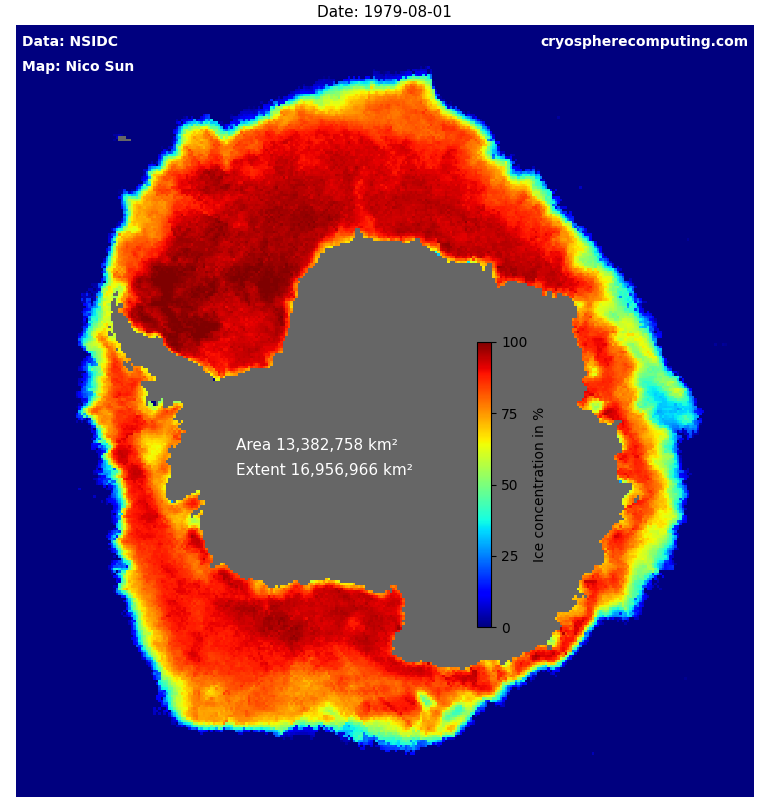 Date: 1979-08-01
Data: NSIDC
cryospherecomputing.com
Map: Nico Sun
Area 13,382,758 km²
Extent 16,956,966 km²
100
75
50
25
0
Ice concentration in %